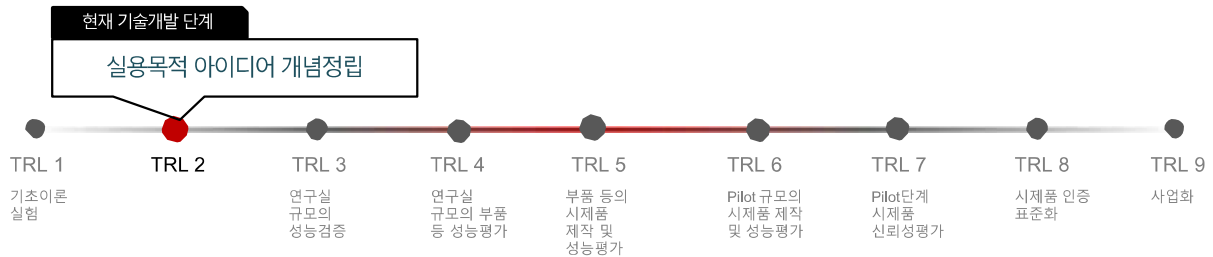 현재 기술개발 단계
실용목적 아이디어 개념정립
TRL 1
기초이론
실험
TRL 2
TRL 3
연구실
규모의
성능검증
TRL 4
연구실
규모의 부품
등 성능평가
TRL 5
부품 등의
시제품
제작 및
성능평가
TRL 6
Pilot 규모의
시제품 제작
및 성능평가
TRL 7
Pilot단계
시제품
신뢰성평가
TRL 8
시제품 인증
표준화
TRL 9
사업화